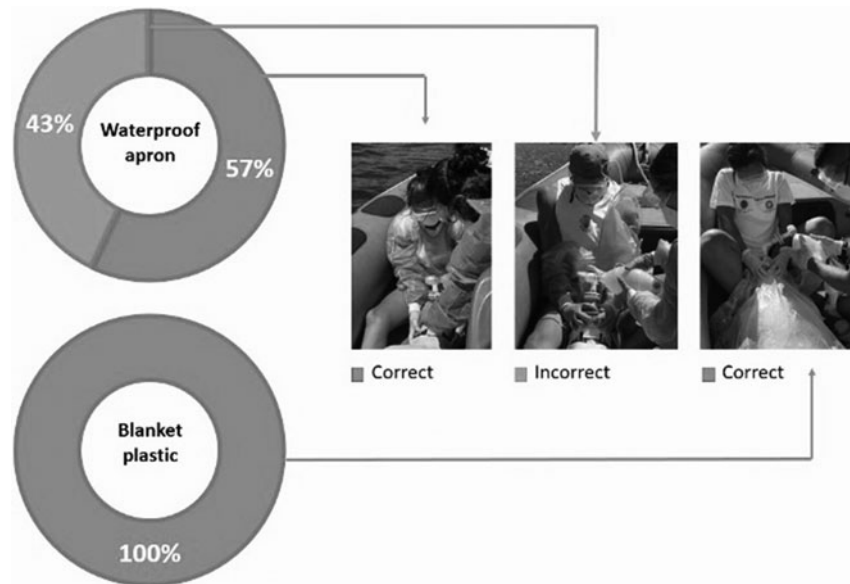 43%
Waterproof
apron
57%
Correct
Incorrect
Correct
Blanket
plastic
100%